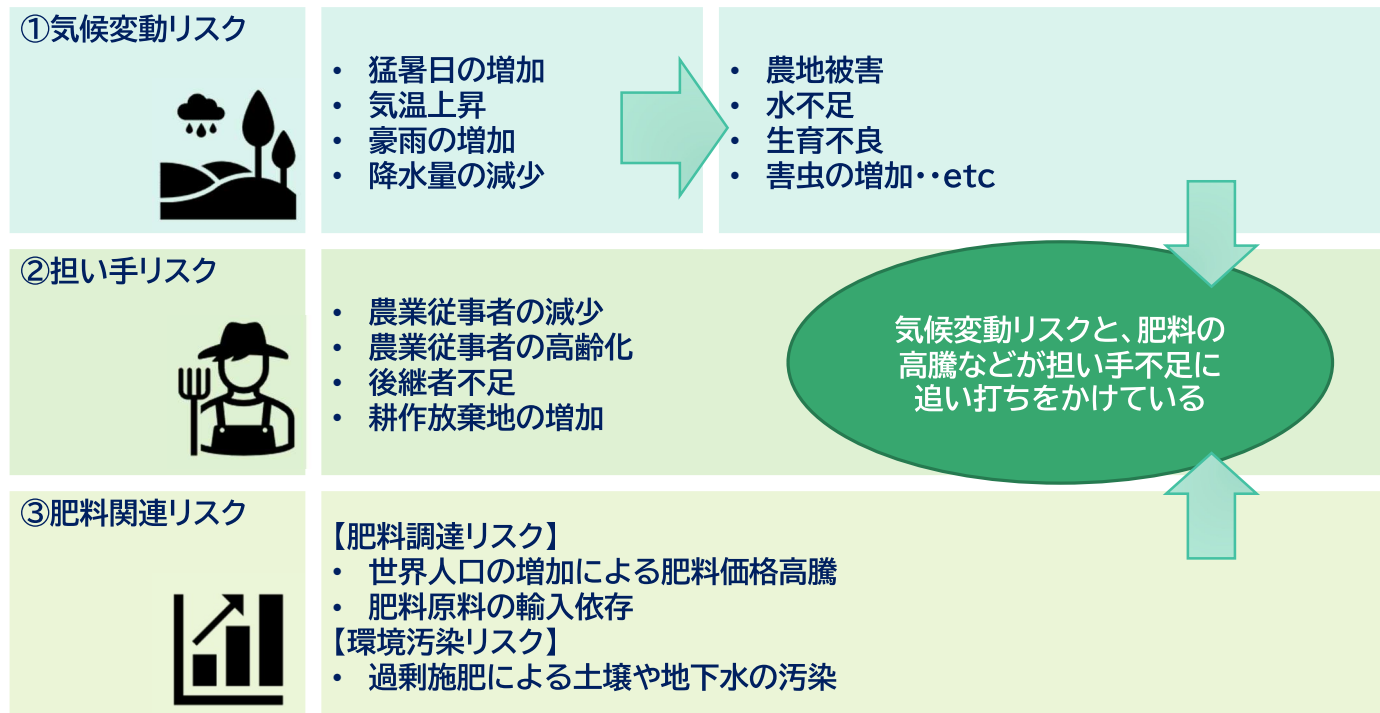 ①気候変動リスク
• 猛暑日の増加
• 気温上昇
• 豪雨の増加
• 降水量の減少
• 農地被害
• 水不足
• 生育不良
• 害虫の増加・・etc
②担い手リスク
• 農業従事者の減少
• 農業従事者の高齢化
• 後継者不足
• 耕作放棄地の増加
気候変動リスクと、肥料の
高騰などが担い手不足に
追い打ちをかけている
③肥料関連リスク
【肥料調達リスク】
• 世界人口の増加による肥料価格高騰
• 肥料原料の輸入依存
【環境汚染リスク】
• 過剰施肥による土壌や地下水の汚染